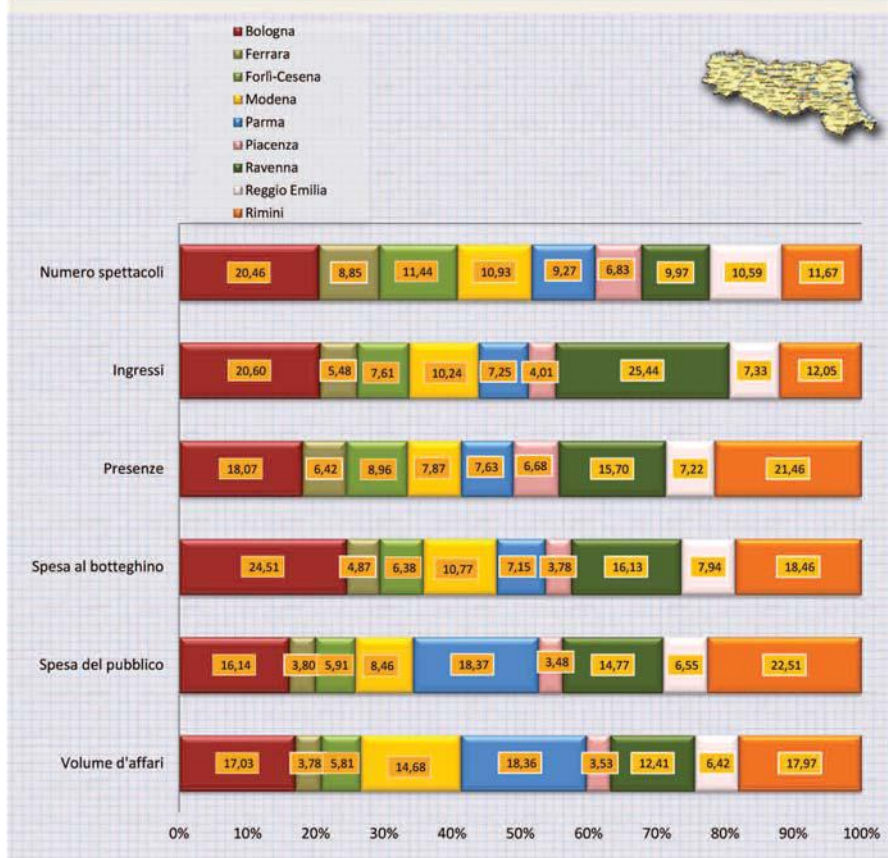 Bologna
Ferrara
Forlì-Cesena
Modena
Parma
Piacenza
Ravenna
Reggio Emilia
Rimini
Numero spettacoli 20,46 8,85 11,44 10,93 9,27 6,83 9,97 10,59 11,67
Ingressi 20,60 5,48 7,61 10,24 7,25 4,01 25,44 7,33 12,05
Presenze 18,07 6,42 8,96 7,87 7,63 6,68 15,70 7,22 21,46
Spesa al botteghino 24,51 4,87 6,38 10,77 7,15 3,78 16,13 7,94 18,46
Spesa del pubblico 16,14 3,80 5,91 8,46 18,37 3,48 14,77 6,55 22,51
Volume d'affari 17,03 3,78 5,81 14,68 18,36 3,53 12,41 6,42 17,97
0% 10% 20% 30% 40% 50% 60% 70% 80% 90% 100%